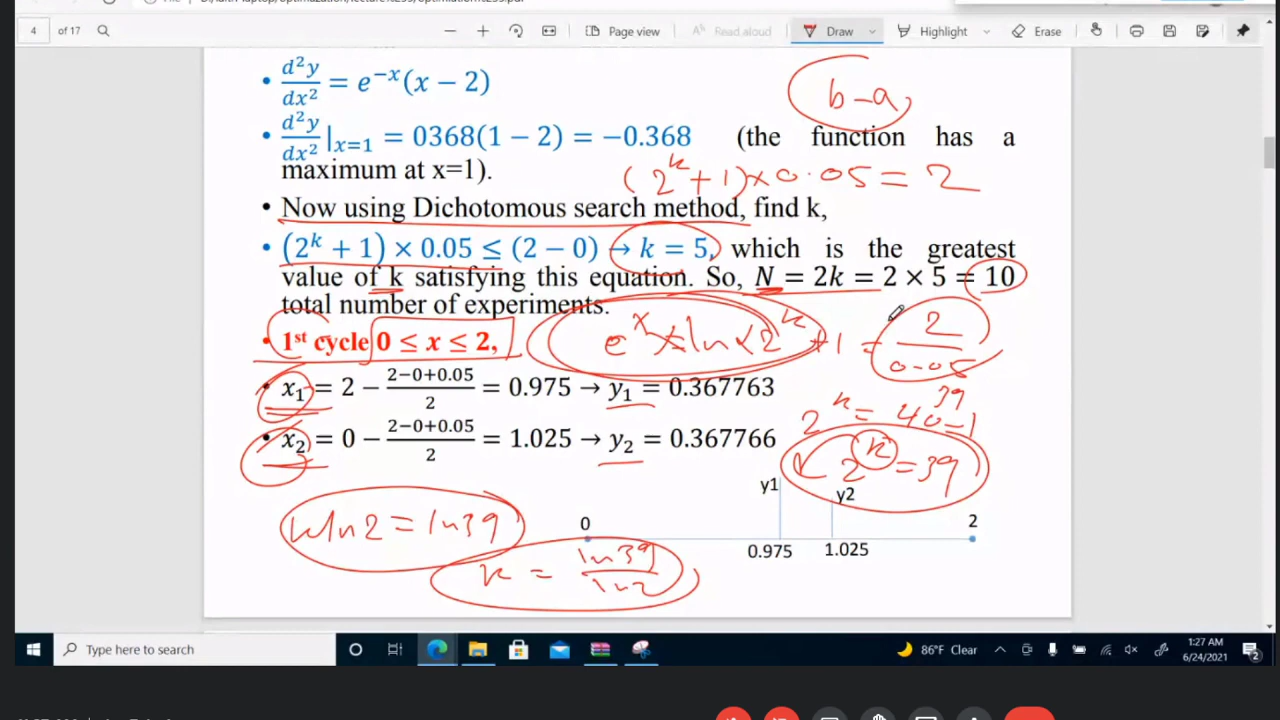 4 of 17 Page view Read aloud Draw Highlight Erase
• d²y/dx² = e⁻ˣ(x − 2)
b-a,
• d²y/dx² |ₓ₌₁ = 0368(1 − 2) = −0.368 (the function has a
maximum at x=1).
(2ᵏ+1)×0.05=2
• Now using Dichotomous search method, find k,
• (2ᵏ + 1) × 0.05 ≤ (2 − 0) → k = 5, which is the greatest
value of k satisfying this equation. So, N = 2k = 2 × 5 = 10
total number of experiments.
2ᵏ+1 = 2/0.05
• 1ˢᵗ cycle 0 ≤ x ≤ 2,
• x₁ = 2 − (2−0+0.05)/2 = 0.975 → y₁ = 0.367763
39
2ᵏ = 40-1
• x₂ = 0 − (2−0+0.05)/2 = 1.025 → y₂ = 0.367766
2ᵏ=39
y1 y2
kln2=ln39
0 2
0.975 1.025
k = ln39/ln2
Type here to search 86°F Clear 1:27 AM
6/24/2021 2